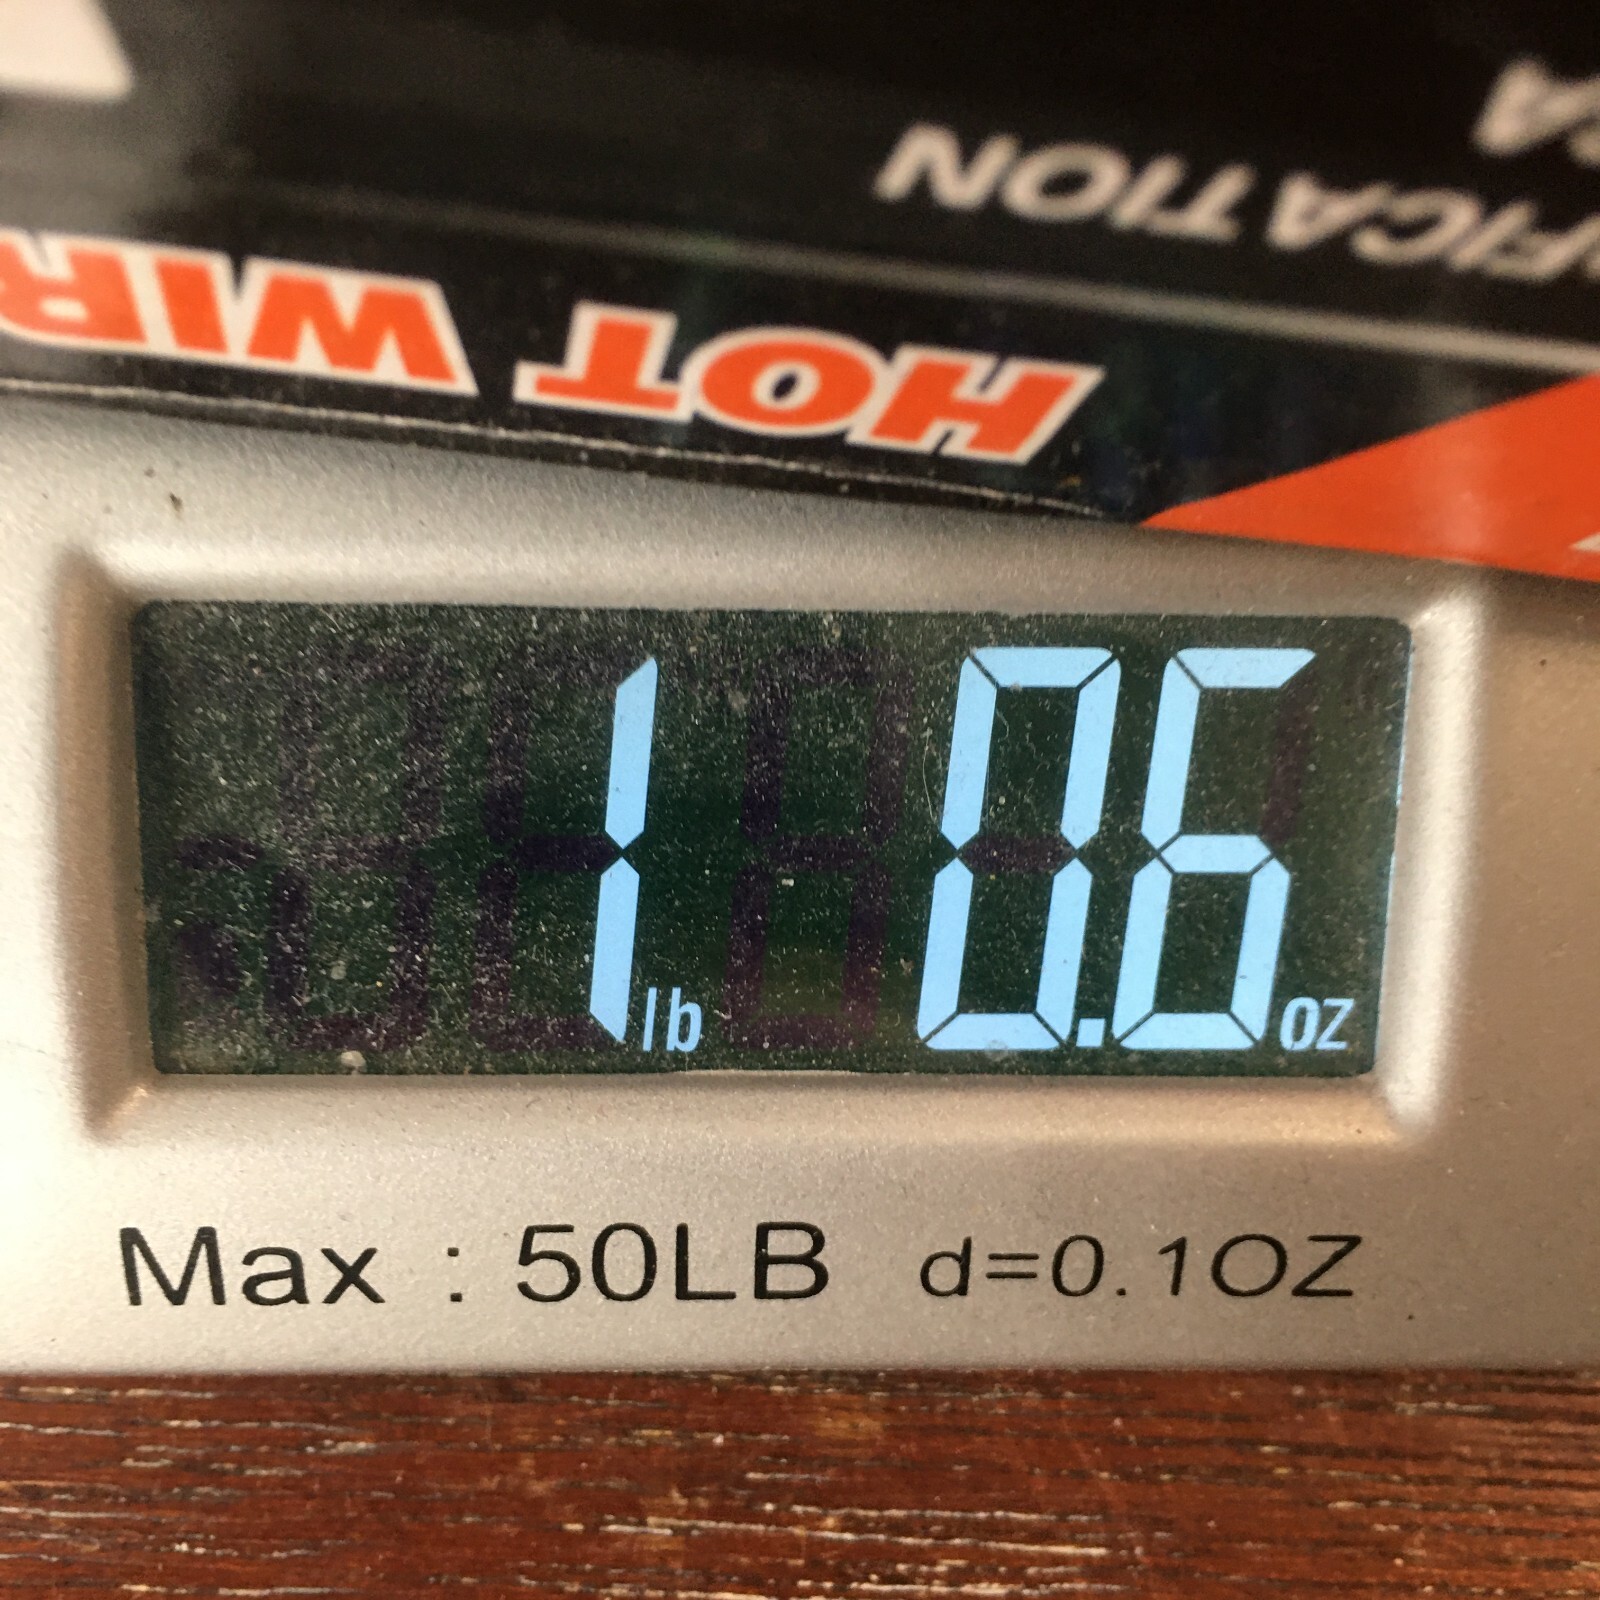 FICATION
HOT WIR
1 lb 0.6 oz
Max : 50LB d=0.1OZ